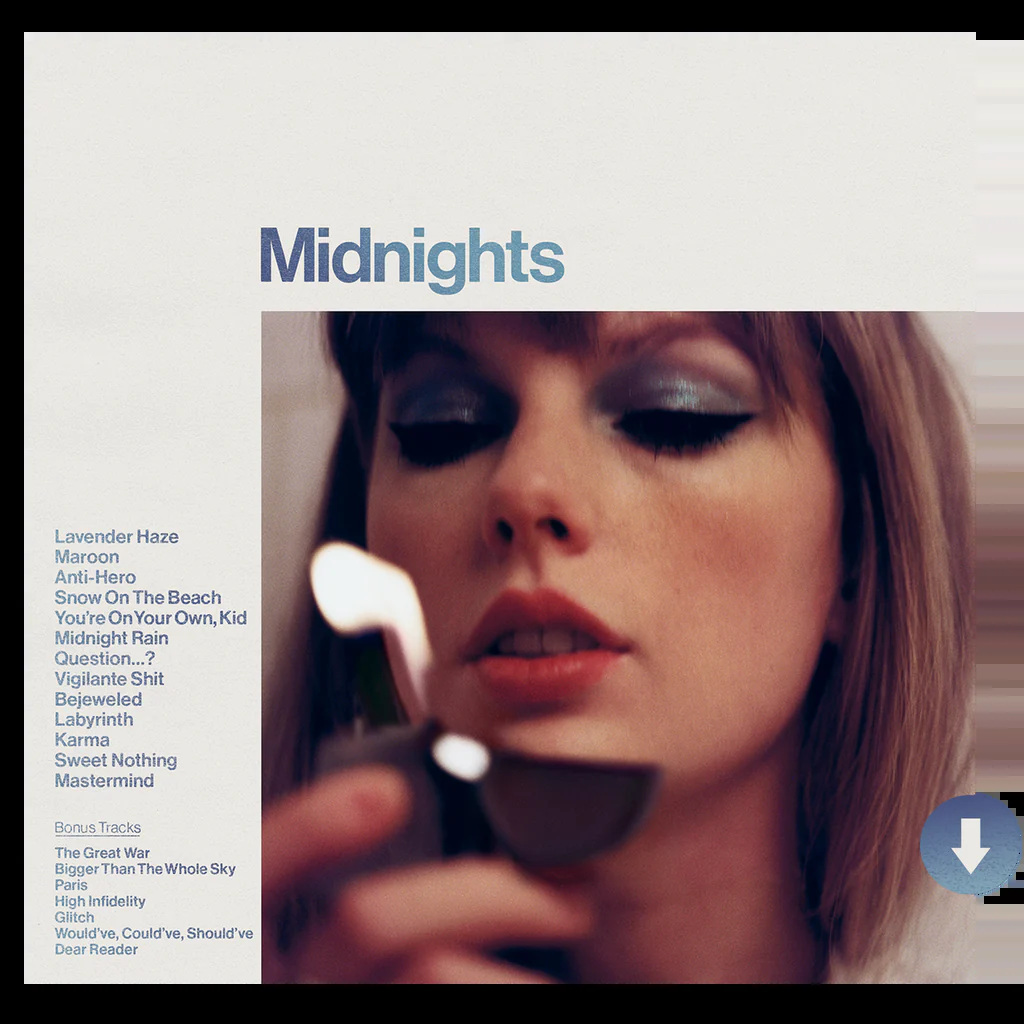 Midnights
Lavender Haze
Maroon
Anti-Hero
Snow On The Beach
You're On Your Own, Kid
Midnight Rain
Question...?
Vigilante Shit
Bejeweled
Labyrinth
Karma
Sweet Nothing
Mastermind
Bonus Tracks
The Great War
Bigger Than The Whole Sky
Paris
High Infidelity
Glitch
Would've, Could've, Should've
Dear Reader